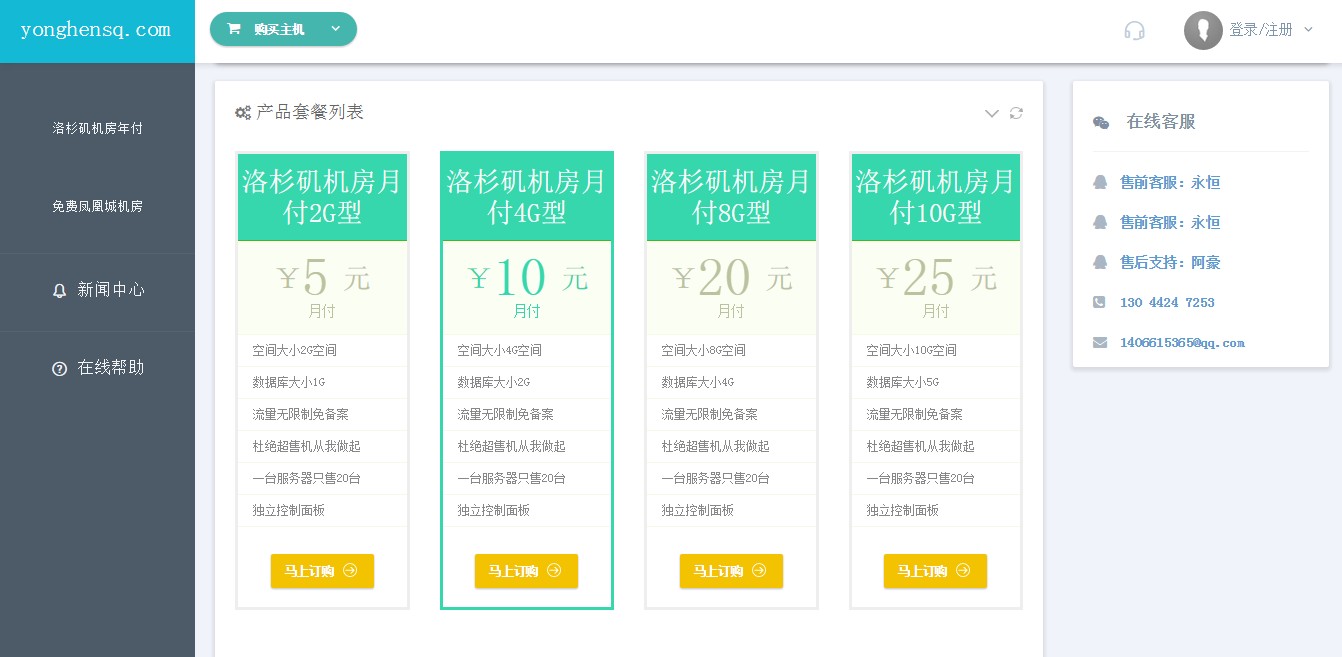 yonghensq.com
购买主机
登录/注册
洛杉矶机房年付
免费凤凰城机房
新闻中心
在线帮助
产品套餐列表
洛杉矶机房月
付2G型
¥5 元
月付
空间大小2G空间
数据库大小1G
流量无限制免备案
杜绝超售机从我做起
一台服务器只售20台
独立控制面板
马上订购
洛杉矶机房月
付4G型
¥10 元
月付
空间大小4G空间
数据库大小2G
流量无限制免备案
杜绝超售机从我做起
一台服务器只售20台
独立控制面板
马上订购
洛杉矶机房月
付8G型
¥20 元
月付
空间大小8G空间
数据库大小4G
流量无限制免备案
杜绝超售机从我做起
一台服务器只售20台
独立控制面板
马上订购
洛杉矶机房月
付10G型
¥25 元
月付
空间大小10G空间
数据库大小5G
流量无限制免备案
杜绝超售机从我做起
一台服务器只售20台
独立控制面板
马上订购
在线客服
售前客服：永恒
售前客服：永恒
售后支持：阿豪
130 4424 7253
1406615365@qq.com